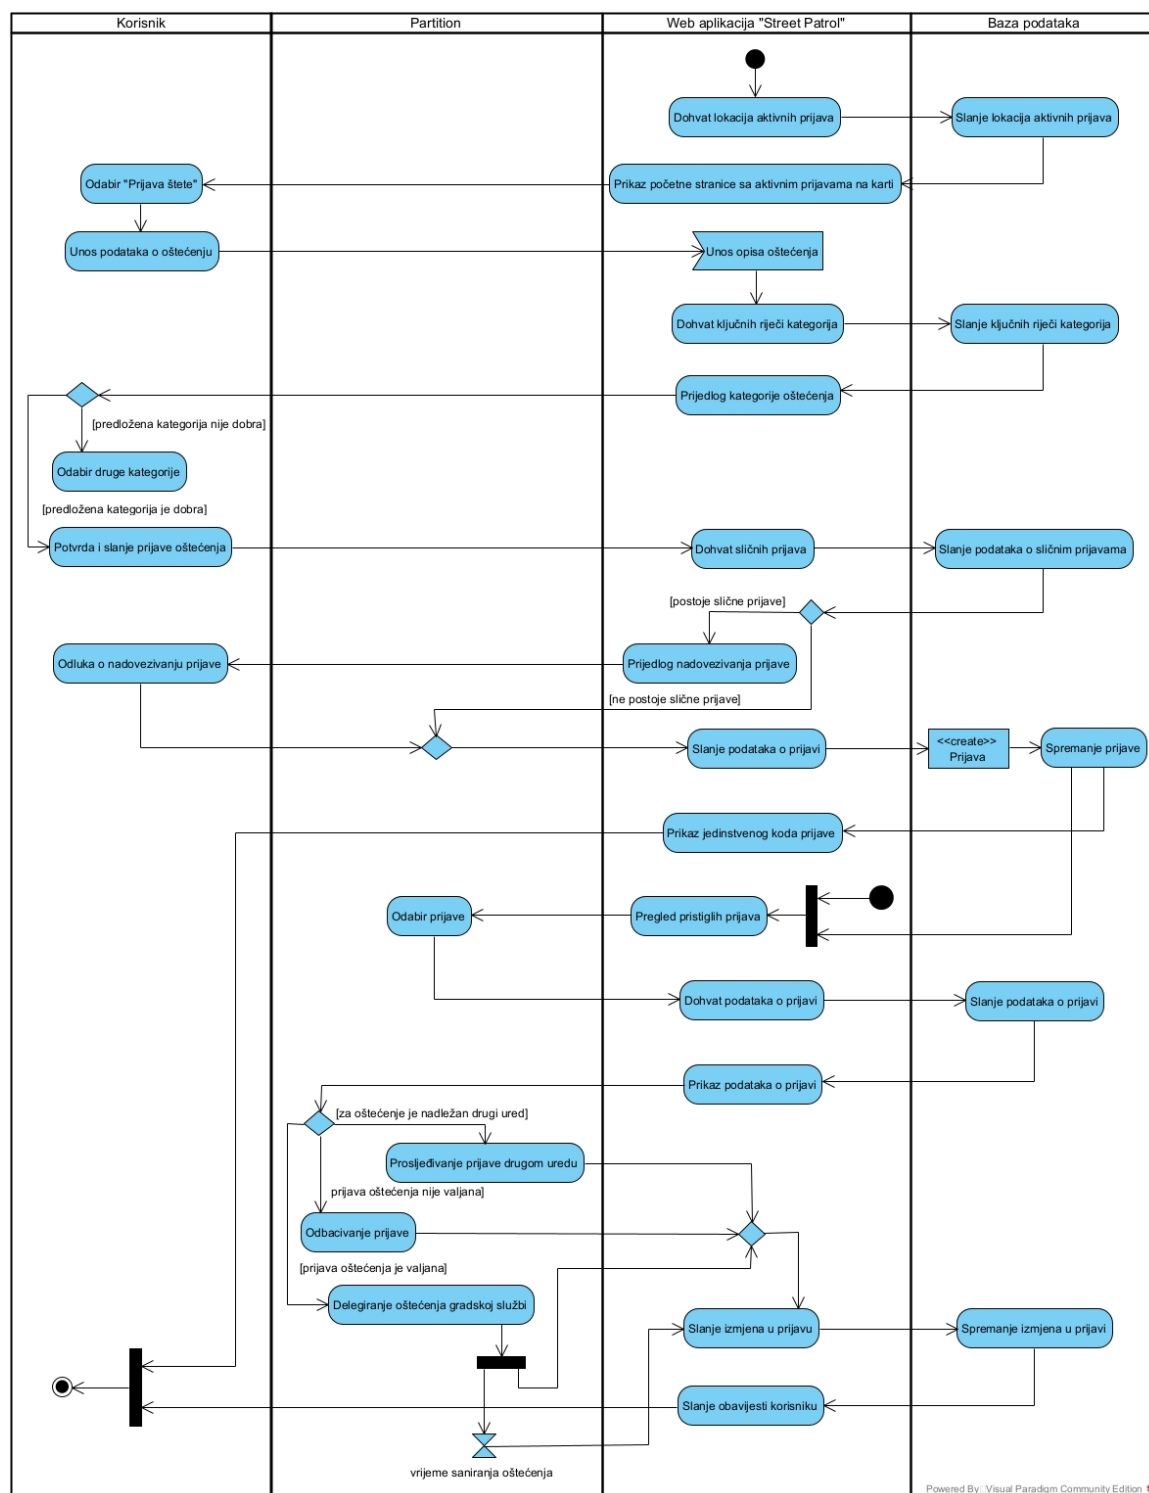 Korisnik
Partition
Web aplikacija "Street Patrol"
Baza podataka
Dohvat lokacija aktivnih prijava
Slanje lokacija aktivnih prijava
Odabir "Prijava štete"
Prikaz početne stranice sa aktivnim prijavama na karti
Unos podataka o oštećenju
Unos opisa oštećenja
Dohvat ključnih riječi kategorija
Slanje ključnih riječi kategorija
Prijedlog kategorije oštećenja
[predložena kategorija nije dobra]
Odabir druge kategorije
[predložena kategorija je dobra]
Potvrda i slanje prijave oštećenja
Dohvat sličnih prijava
Slanje podataka o sličnim prijavama
[postoje slične prijave]
Odluka o nadovezivanju prijave
Prijedlog nadovezivanja prijave
[ne postoje slične prijave]
Slanje podataka o prijavi
<<create>>
Prijava
Spremanje prijave
Prikaz jedinstvenog koda prijave
Odabir prijave
Pregled pristiglih prijava
Dohvat podataka o prijavi
Slanje podataka o prijavi
Prikaz podataka o prijavi
[za oštećenje je nadležan drugi ured]
Prosljeđivanje prijave drugom uredu
prijava oštećenja nije valjana]
Odbacivanje prijave
[prijava oštećenja je valjana]
Delegiranje oštećenja gradskoj službi
Slanje izmjena u prijavu
Spremanje izmjena u prijavi
Slanje obavijesti korisniku
vrijeme saniranja oštećenja
Powered By Visual Paradigm Community Edition